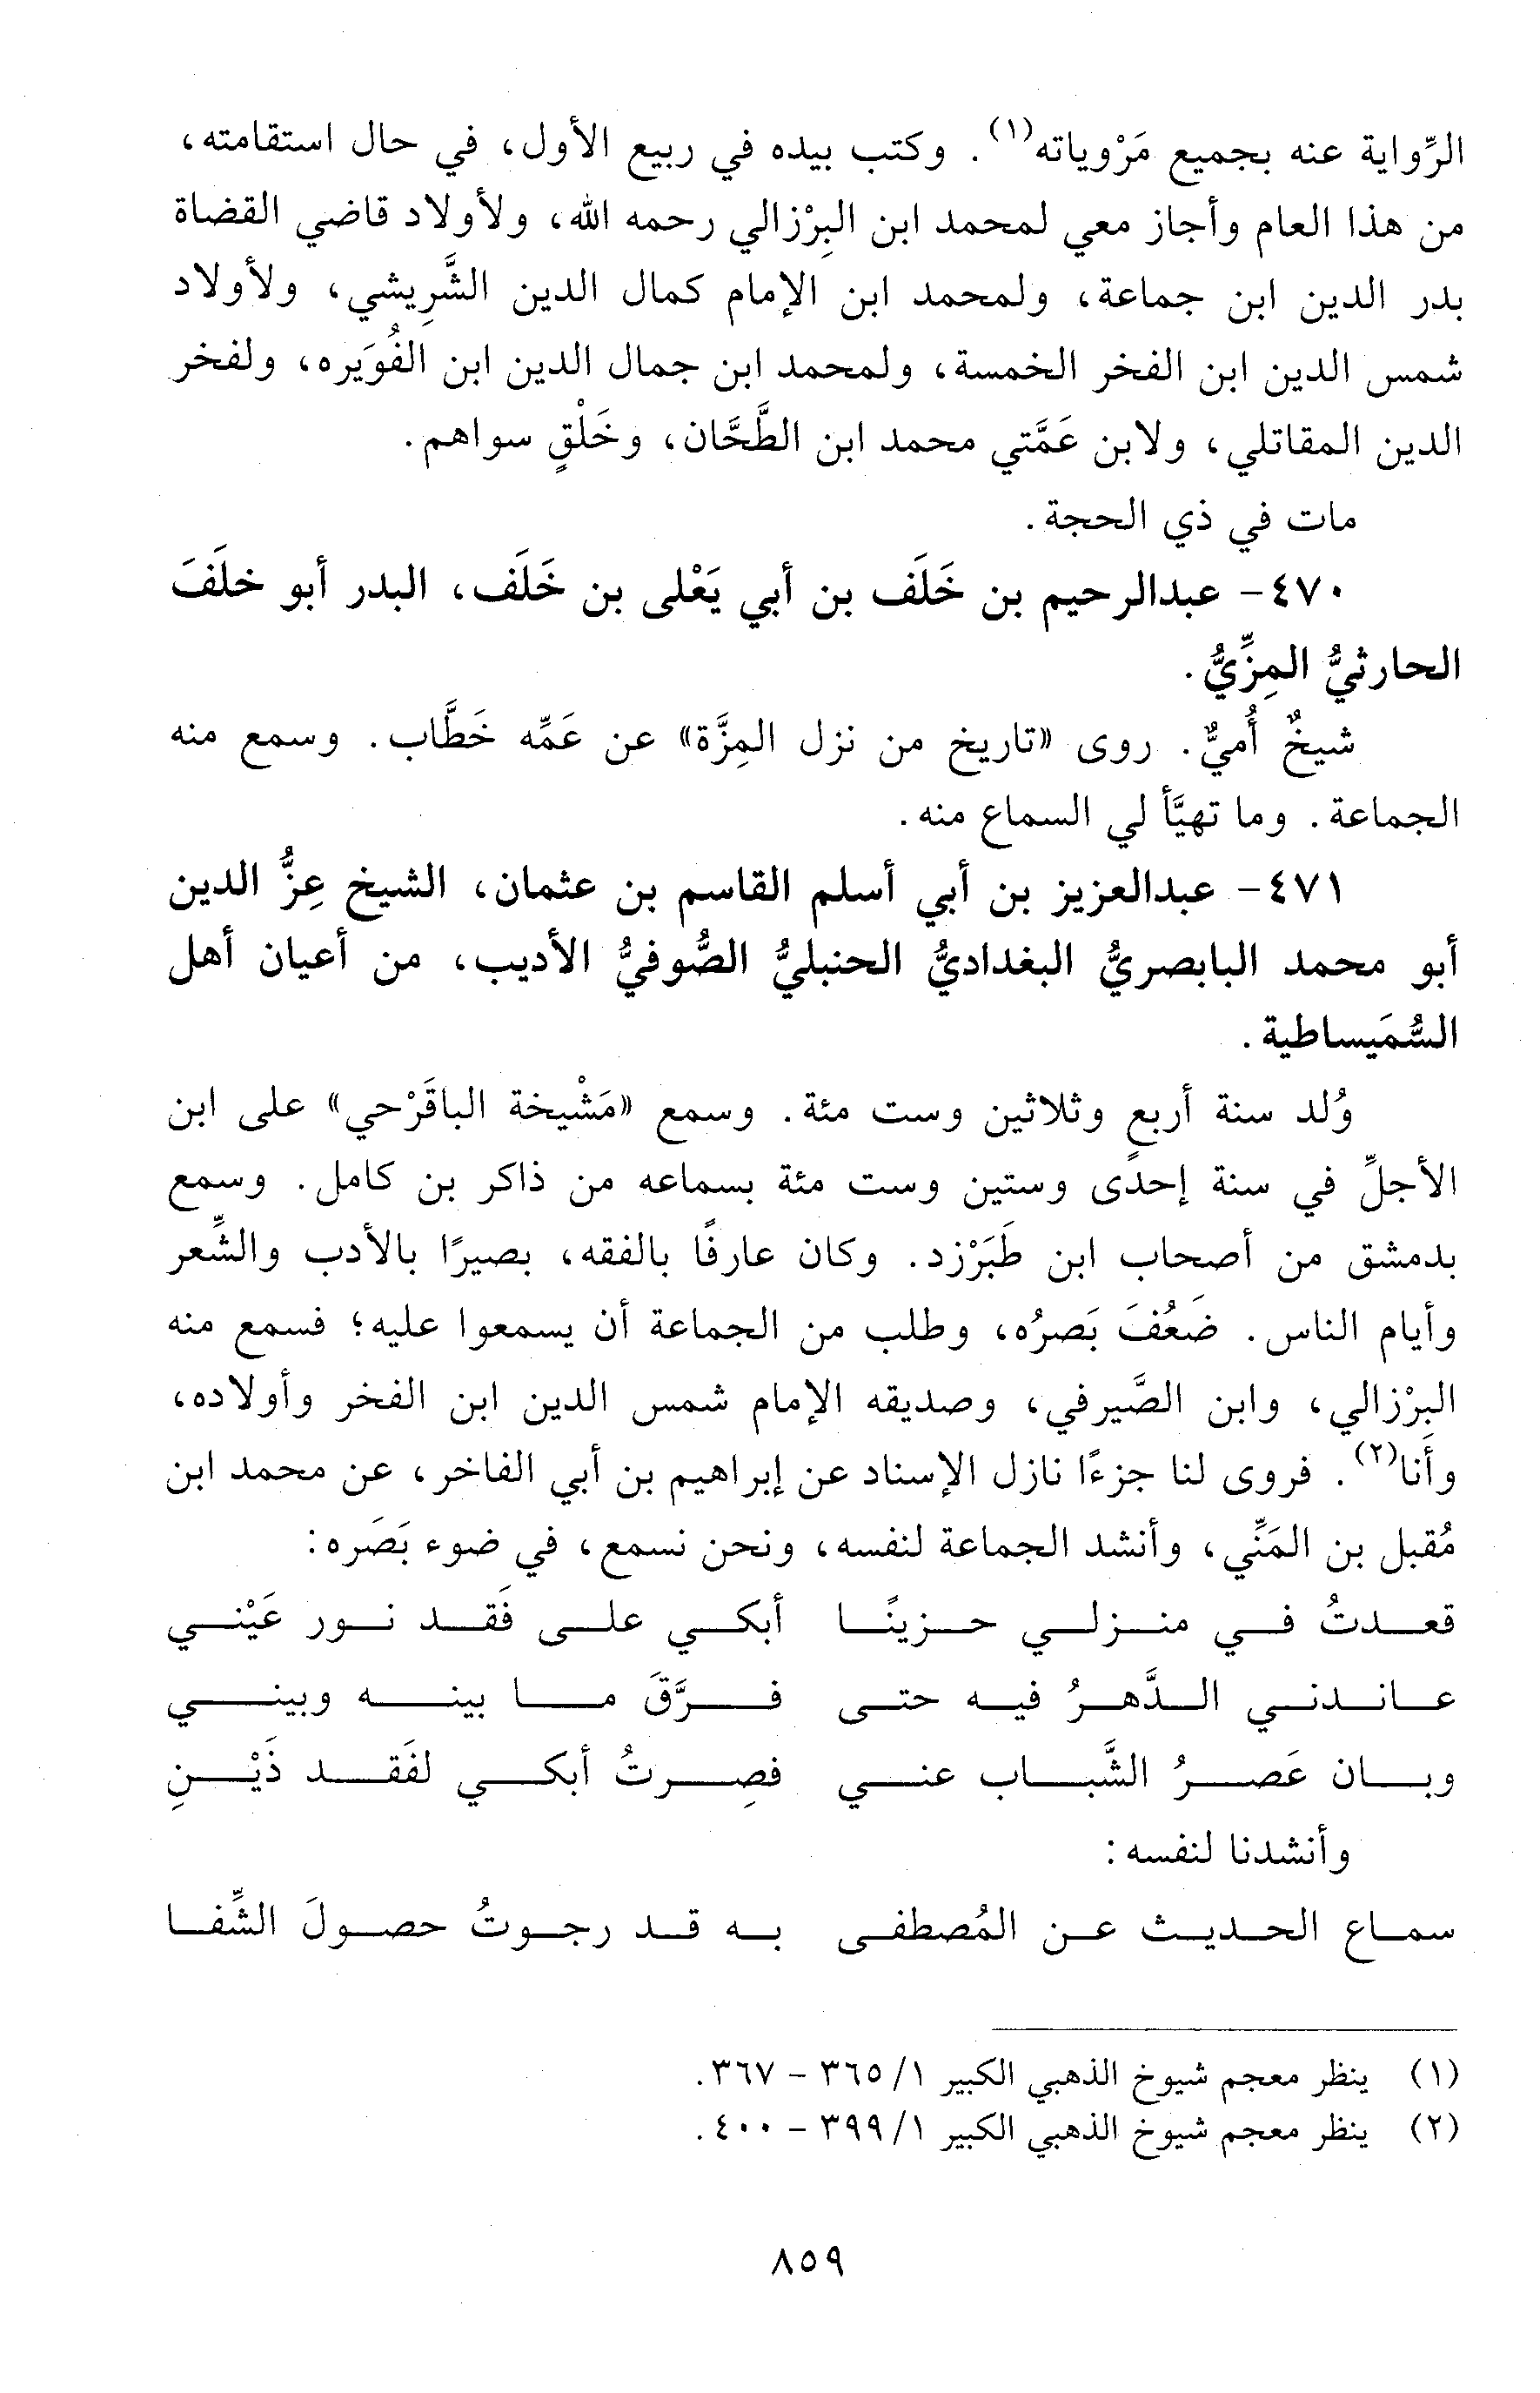 الرِّواية عنه بجميع مَرْوياته(١). وكتب بيده في ربيع الأول، في حال استقامته،
من هذا العام وأجاز معي لمحمد ابن البِرْزالي رحمه الله، ولأولاد قاضي القضاة
بدر الدين ابن جماعة، ولمحمد ابن الإمام كمال الدين الشَّرِيشي، ولأولاد
شمس الدين ابن الفخر الخمسة، ولمحمد ابن جمال الدين ابن الفُوَيره، ولفخر
الدين المقاتلي، ولابن عَمَّتي محمد ابن الطَّحَّان، وخَلْقٍ سواهم.
مات في ذي الحجة.
٤٧٠- عبدالرحيم بن خَلَف بن أبي يَعْلى بن خَلَف، البدر أبو خلَفَ
الحارثيُّ المِزِّيُّ.
شيخٌ أُميٌّ. روى «تاريخ من نزل المِزَّة» عن عَمِّه خَطَّاب. وسمع منه
الجماعة. وما تهيَّأ لي السماع منه.
٤٧١- عبدالعزيز بن أبي أسلم القاسم بن عثمان، الشيخ عِزُّ الدين
أبو محمد البابصريُّ البغداديُّ الحنبليُّ الصُّوفيُّ الأديب، من أعيان أهل
السُّمَيساطية.
وُلد سنة أربعٍ وثلاثين وست مئة. وسمع «مَشْيخة الباقَرْحي» على ابن
الأجلِّ في سنة إحدى وستين وست مئة بسماعه من ذاكر بن كامل. وسمع
بدمشق من أصحاب ابن طَبَرْزد. وكان عارفًا بالفقه، بصيرًا بالأدب والشِّعر
وأيام الناس. ضَعُفَ بَصرُه، وطلب من الجماعة أن يسمعوا عليه؛ فسمع منه
البرْزالي، وابن الصَّيرفي، وصديقه الإمام شمس الدين ابن الفخر وأولاده،
وأَنا(٢). فروى لنا جزءًا نازل الإسناد عن إبراهيم بن أبي الفاخر، عن محمد ابن
مُقبل بن المَنِّي، وأنشد الجماعة لنفسه، ونحن نسمع، في ضوء بَصَره:
قعدتُ في منزلي حزينًا أبكي على فَقد نور عَيْني
عاندني الدَّهرُ فيه حتى فرَّقَ ما بينه وبيني
وبان عَصرُ الشَّباب عني فصِرتُ أبكي لفَقد ذَيْنِ
وأنشدنا لنفسه:
سماع الحديث عن المُصطفى به قد رجوتُ حصولَ الشِّفا
(١) ينظر معجم شيوخ الذهبي الكبير ١/ ٣٦٥ - ٣٦٧.
(٢) ينظر معجم شيوخ الذهبي الكبير ١/ ٣٩٩ - ٤٠٠.
٨٥٩